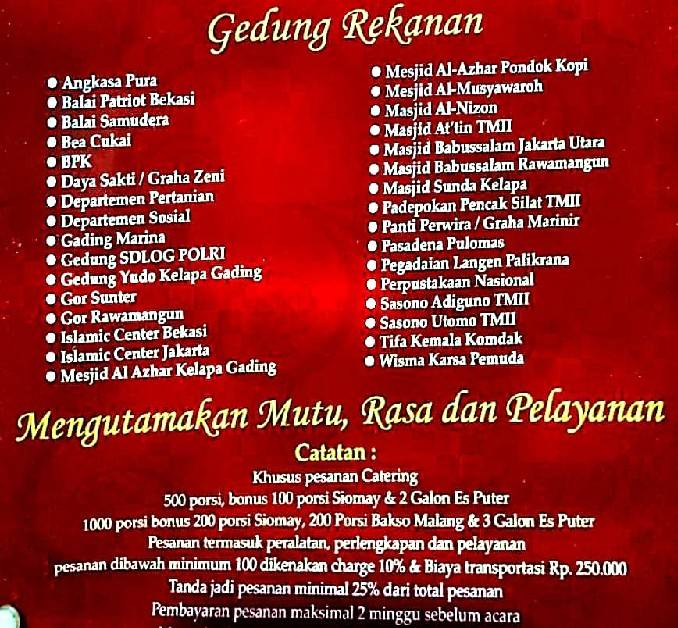 Gedung Rekanan
● Angkasa Pura
● Balai Patriot Bekasi
● Balai Samudera
● Bea Cukai
● BPK
● Daya Sakti / Graha Zeni
● Departemen Pertanian
● Departemen Sosial
● Gading Marina
● Gedung SDLOG POLRI
● Gedung Yudo Kelapa Gading
● Gor Sunter
● Gor Rawamangun
● Islamic Center Bekasi
● Islamic Center Jakarta
● Mesjid Al Azhar Kelapa Gading
● Mesjid Al-Azhar Pondok Kopi
● Mesjid Al-Musyawaroh
● Masjid Al-Nizon
● Masjid At'tin TMII
● Masjid Babussalam Jakarta Utara
● Masjid Babussalam Rawamangun
● Masjid Sunda Kelapa
● Padepokan Pencak Silat TMII
● Panti Perwira / Graha Marinir
● Pasadena Pulomas
● Pegadaian Langen Palikrana
● Perpustakaan Nasional
● Sasono Adiguno TMII
● Sasono Utomo TMII
● Tifa Kemala Komdak
● Wisma Karsa Pemuda
Mengutamakan Mutu, Rasa dan Pelayanan
Catatan :
Khusus pesanan Catering
500 porsi, bonus 100 porsi Siomay & 2 Galon Es Puter
1000 porsi bonus 200 porsi Siomay, 200 Porsi Bakso Malang & 3 Galon Es Puter
Pesanan termasuk peralatan, perlengkapan dan pelayanan
pesanan dibawah minimum 100 dikenakan charge 10% & Biaya transportasi Rp. 250.000
Tanda jadi pesanan minimal 25% dari total pesanan
Pembayaran pesanan maksimal 2 minggu sebelum acara